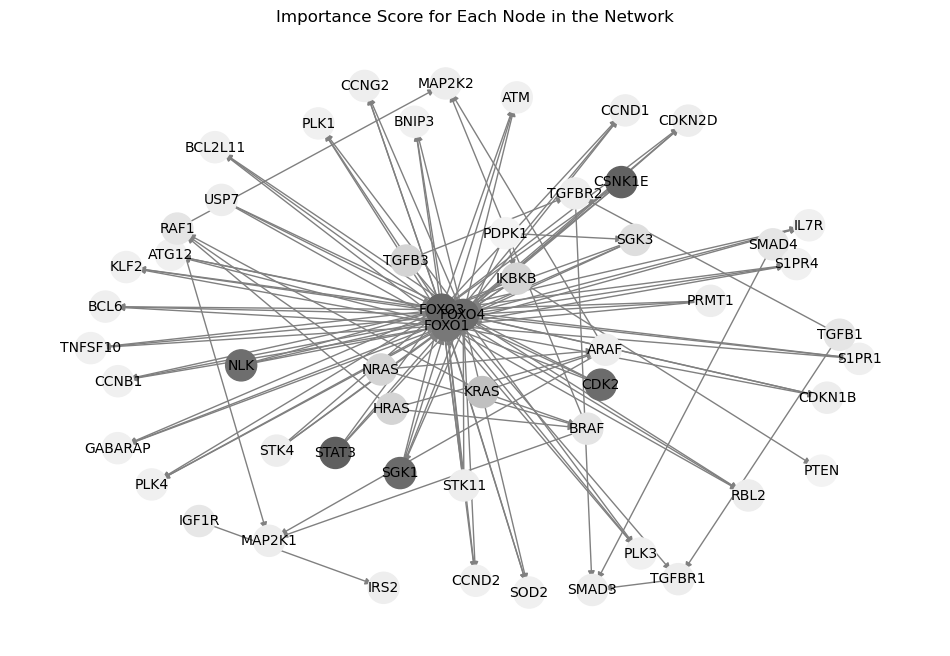 Importance Score for Each Node in the Network
CCNG2
MAP2K2
ATM
CCND1
CDKN2D
PLK1
BNIP3
BCL2L11
CSNK1E
TGFBR2
USP7
IL7R
RAF1
PDPK1
SGK3
SMAD4
ATG12
TGFB3
S1PR4
KLF2
IKBKB
BCL6
PRMT1
FOXO3
FOXO4
FOXO1
TGFB1
TNFSF10
ARAF
S1PR1
NLK
NRAS
CCNB1
CDK2
KRAS
CDKN1B
HRAS
BRAF
GABARAP
STK4
STAT3
SGK1
PTEN
PLK4
STK11
RBL2
IGF1R
MAP2K1
PLK3
IRS2
CCND2
SOD2
SMAD3
TGFBR1